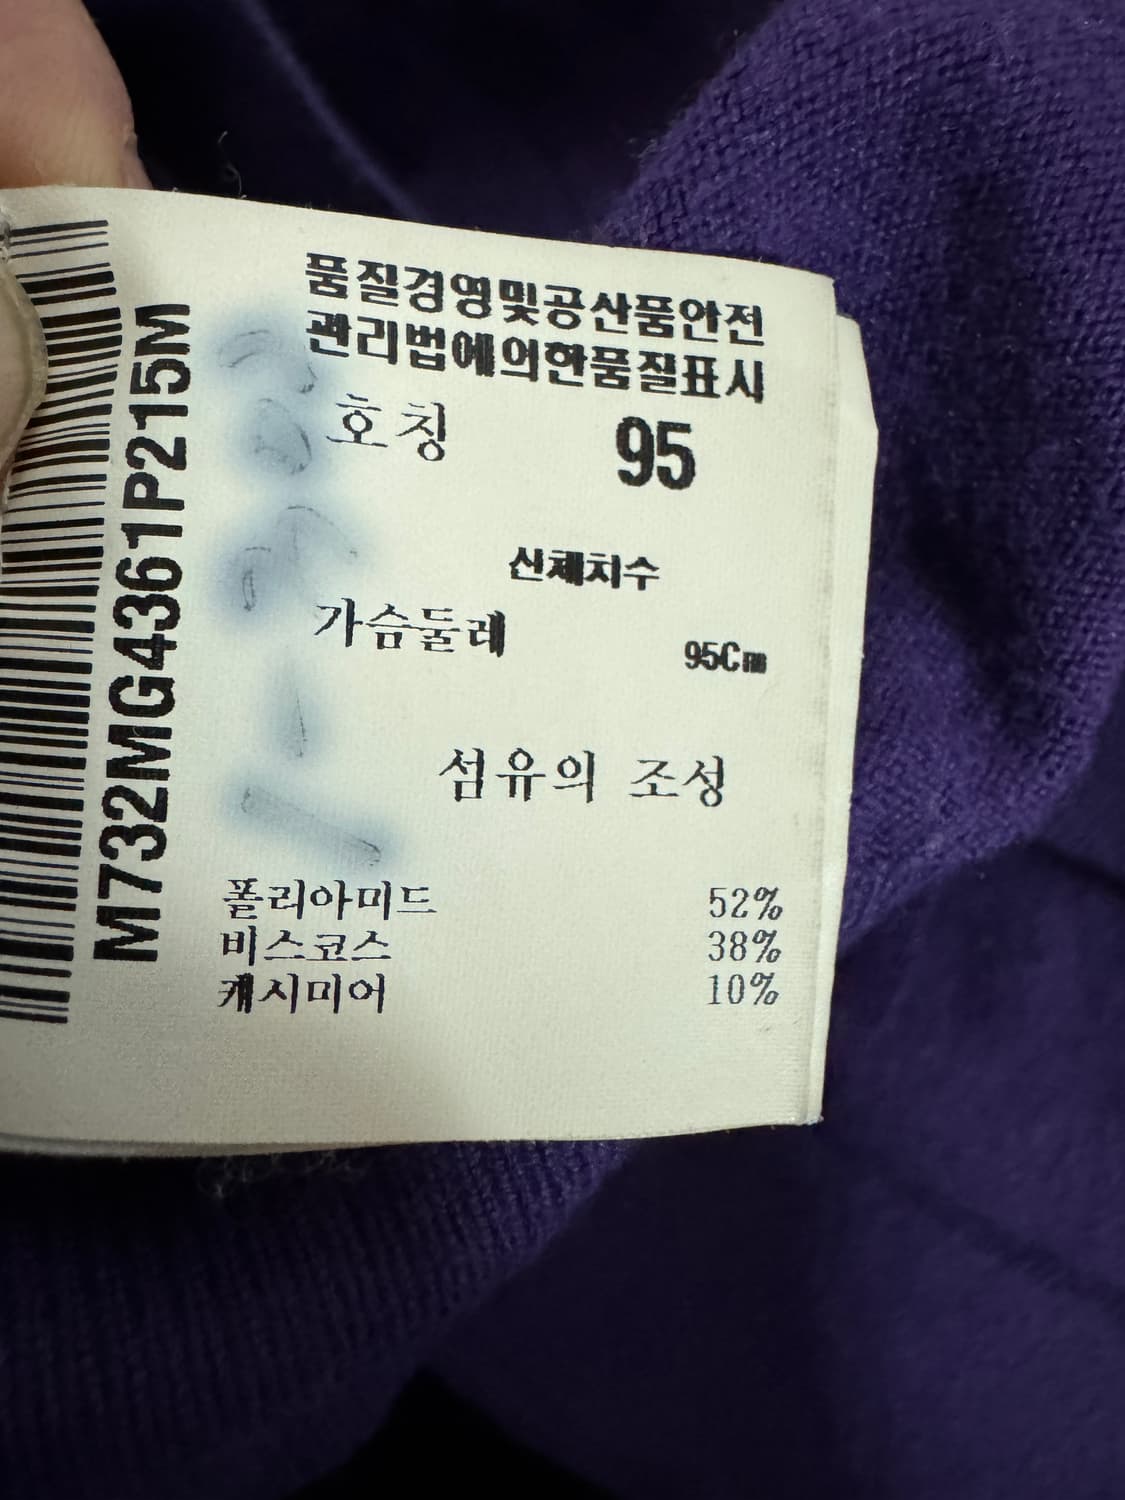 품질경영및공산품안전
관리법에의한품질표시
호칭 95
신체치수
가슴둘레 95Cm
섬유의 조성
폴리아미드 52%
비스코스 38%
캐시미어 10%
M732MG4361P215M